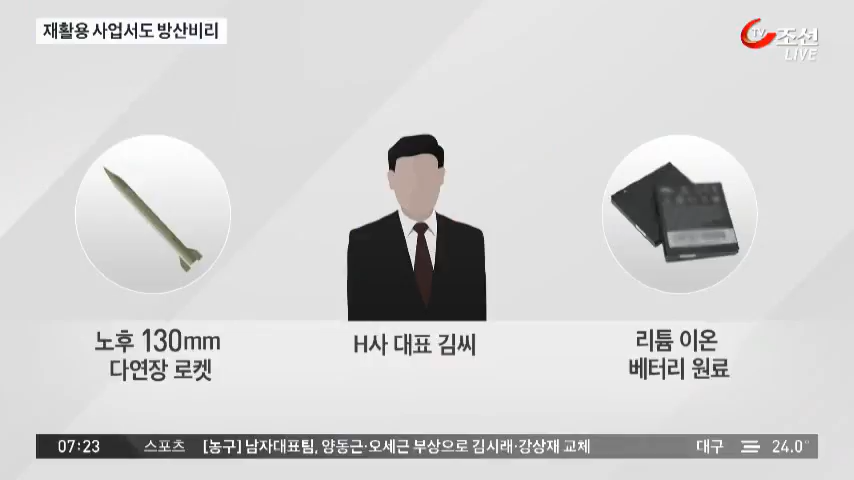 재활용 사업서도 방산비리
TV조선
LIVE
노후 130mm
다연장 로켓
H사 대표 김씨
리튬 이온
베터리 원료
07:23 스포츠 [농구] 남자대표팀, 양동근·오세근 부상으로 김시래·강상재 교체 대구 24.0°